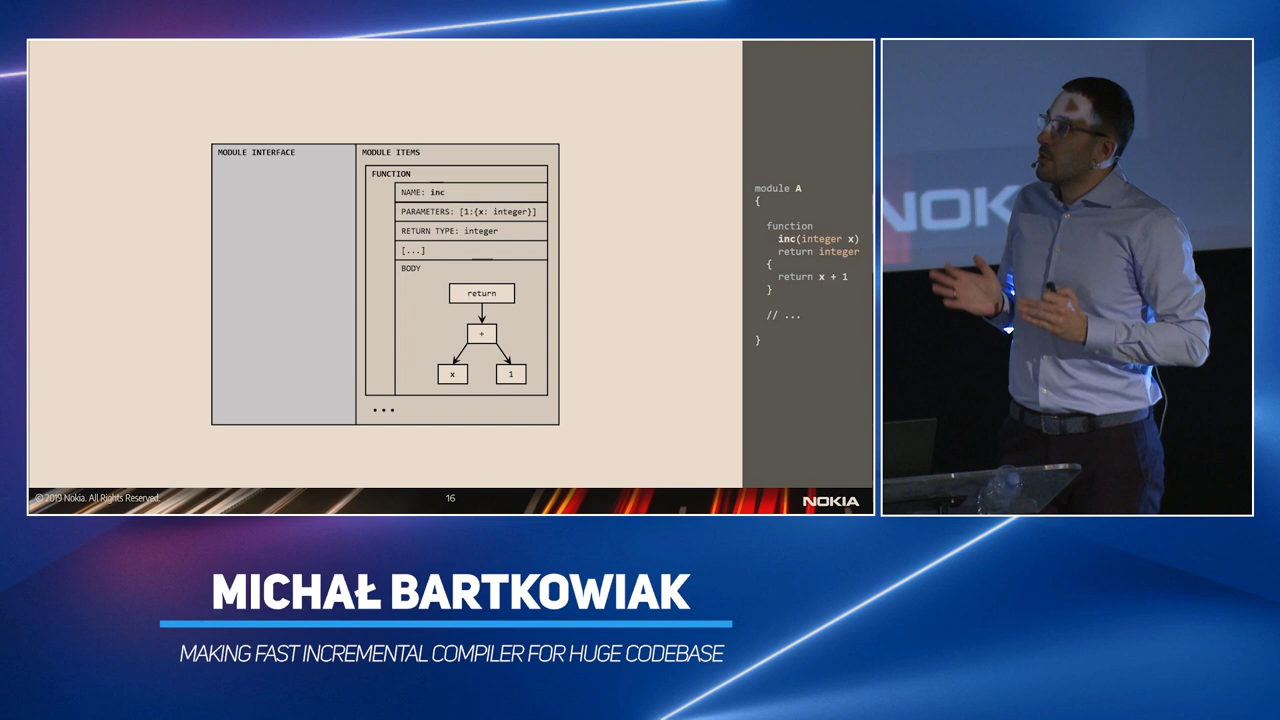 MODULE INTERFACE
MODULE ITEMS
FUNCTION
NAME: inc
PARAMETERS: [1:{x: integer}]
RETURN TYPE: integer
[...]
BODY
return
+
x
1
•••
module A
{
function
inc(integer x)
return integer
{
return x + 1
}
// ...
}
© 2019 Nokia. All Rights Reserved.
16
NOKIA
NOK
MICHAŁ BARTKOWIAK
MAKING FAST INCREMENTAL COMPILER FOR HUGE CODEBASE